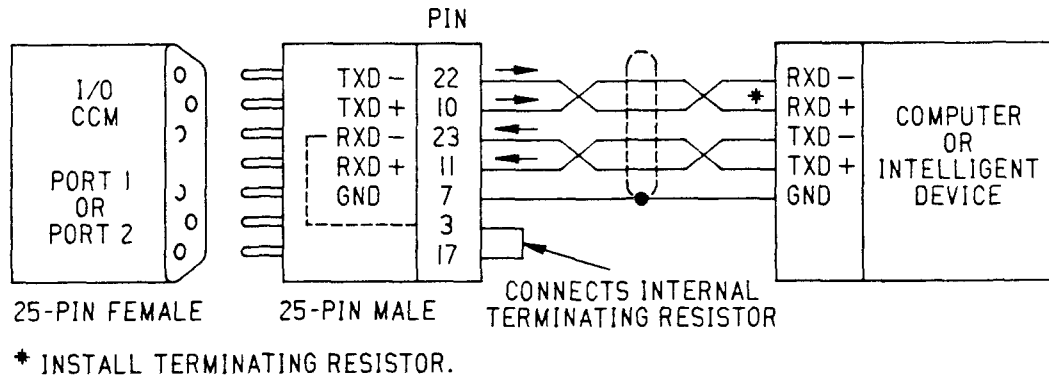 PIN
I/O
CCM
PORT 1
OR
PORT 2
TXD - 22
TXD + 10
RXD - 23
RXD + 11
GND 7
3
17
RXD -
* RXD +
TXD -
TXD +
GND
COMPUTER
OR
INTELLIGENT
DEVICE
25-PIN FEMALE
25-PIN MALE
CONNECTS INTERNAL
TERMINATING RESISTOR
* INSTALL TERMINATING RESISTOR.